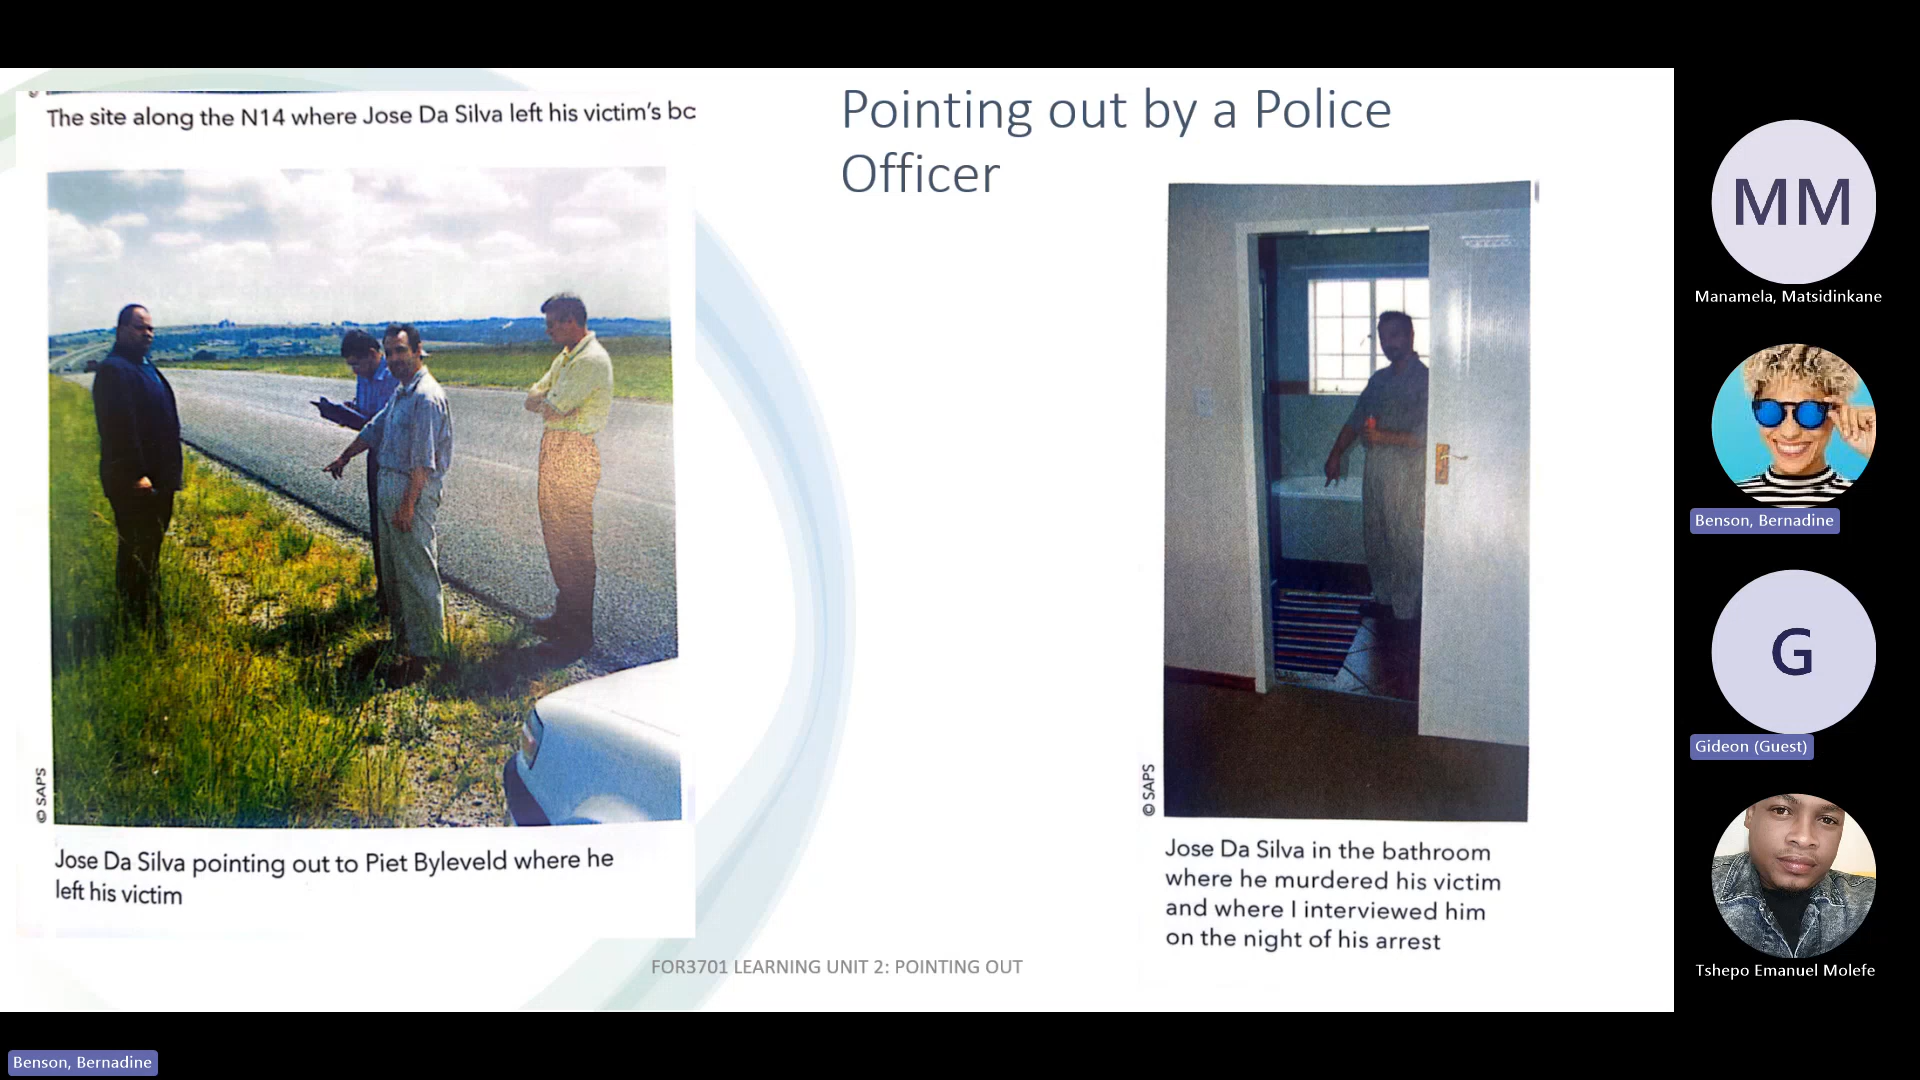 The site along the N14 where Jose Da Silva left his victim's bc
Pointing out by a Police
Officer
© SAPS
Jose Da Silva pointing out to Piet Byleveld where he
left his victim
© SAPS
Jose Da Silva in the bathroom
where he murdered his victim
and where I interviewed him
on the night of his arrest
FOR3701 LEARNING UNIT 2: POINTING OUT
MM
Manamela, Matsidinkane
Benson, Bernadine
G
Gideon (Guest)
Tshepo Emanuel Molefe
Benson, Bernadine